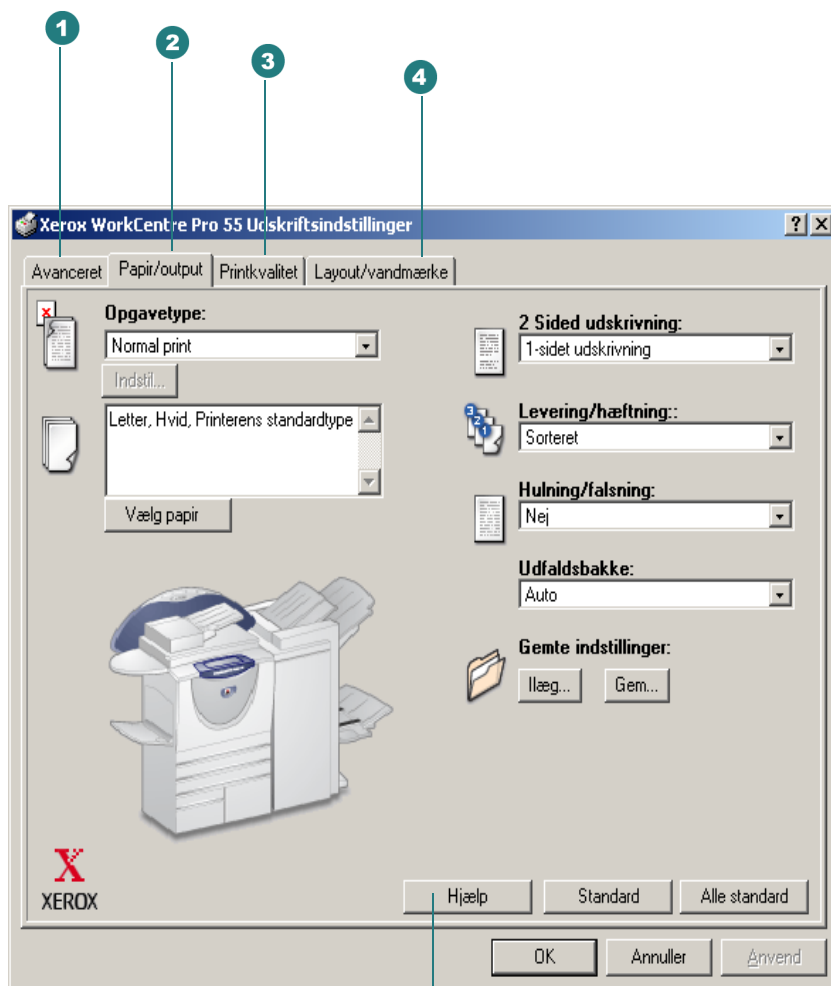 1
2
3
4
Xerox WorkCentre Pro 55 Udskriftsindstillinger
Avanceret Papir/output Printkvalitet Layout/vandmærke
Opgavetype:
Normal print
Indstil...
Letter, Hvid, Printerens standardtype
Vælg papir
2 Sided udskrivning:
1-sidet udskrivning
Levering/hæftning::
Sorteret
Hulning/falsning:
Nej
Udfaldsbakke:
Auto
Gemte indstillinger:
Ilæg... Gem...
X
XEROX
Hjælp Standard Alle standard
OK Annuller Anvend